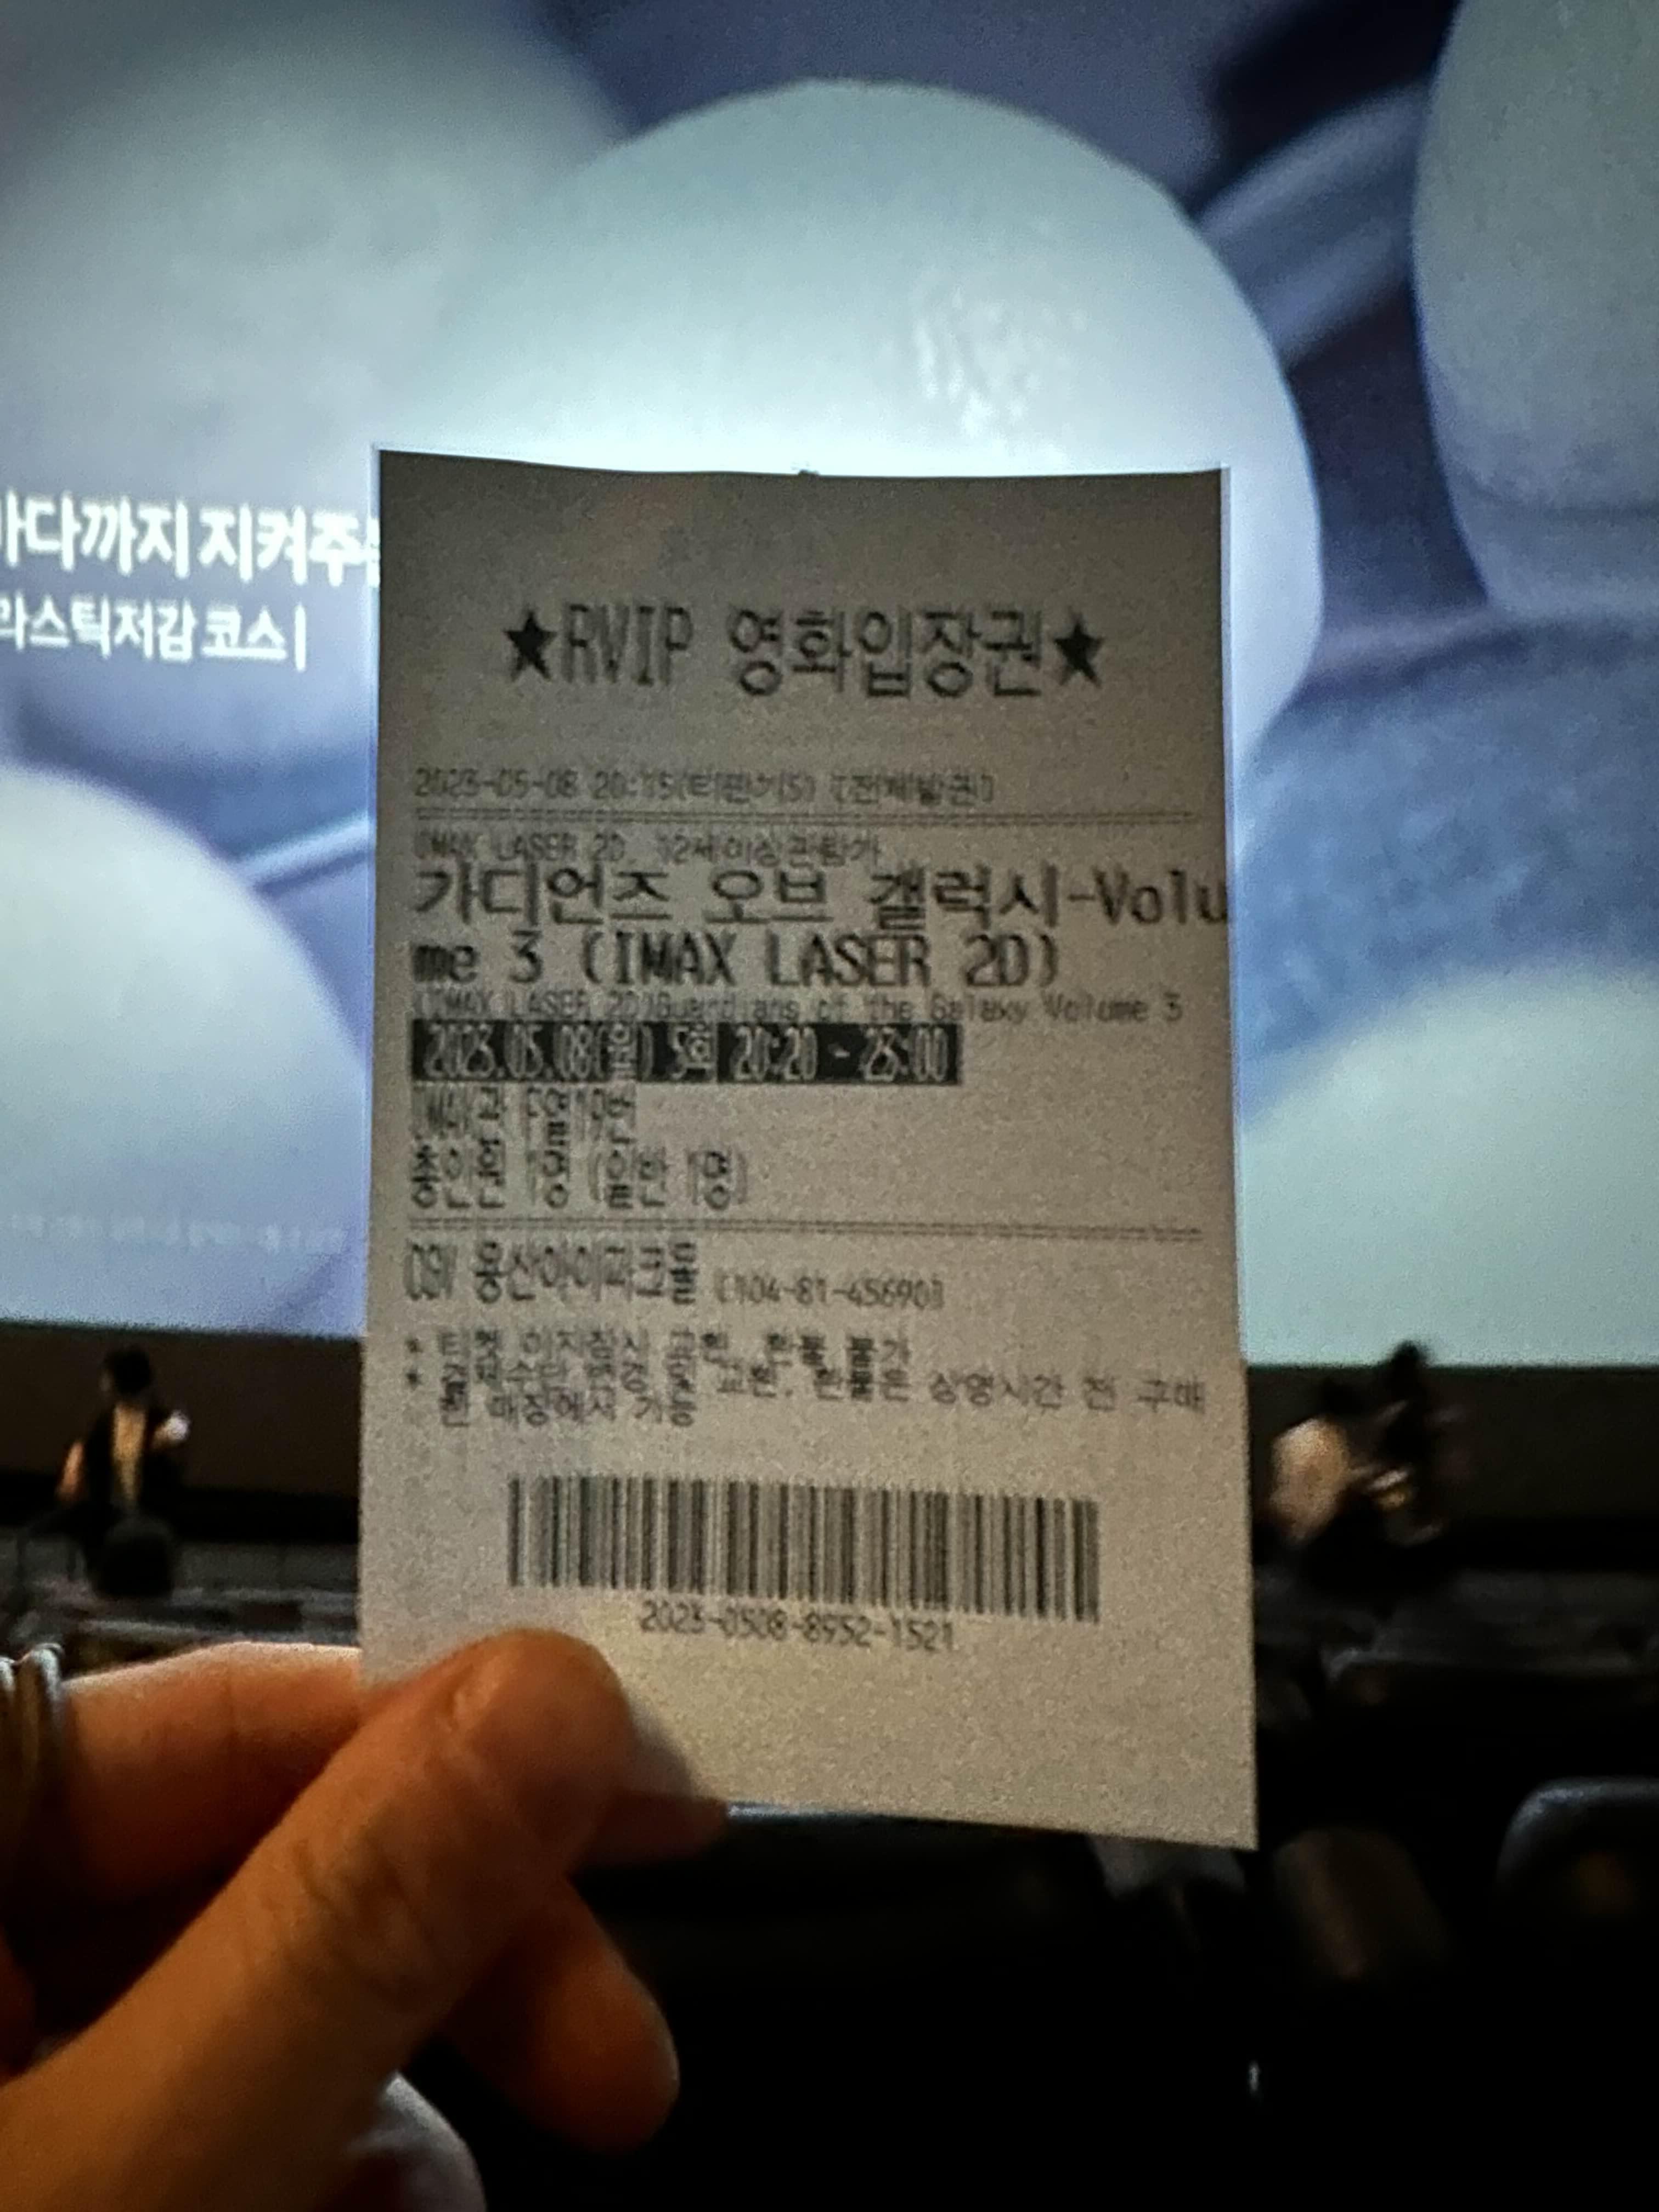 바다까지 지켜주
라스틱저감 코스|
★RVIP 영화입장권★
2023-05-08 20:15(티판기5) [전체발권]
IMAX LASER 2D, 12세이상관람가
가디언즈 오브 갤럭시-Volu
me 3 (IMAX LASER 2D)
(IMAX LASER 2D)Guardians of the Galaxy Volume 3
2023.05.08(월) 5회 20:20 - 23:00
IMAX관 F열19번
총인원 1명 (일반 1명)
CGV 용산아이파크몰 [104-81-45690]
* 티켓 미지참시 교환, 환불 불가
* 결제수단 변경 및 교환, 환불은 상영시간 전 구매
한 매장에서 가능
2023-0508-8952-1521